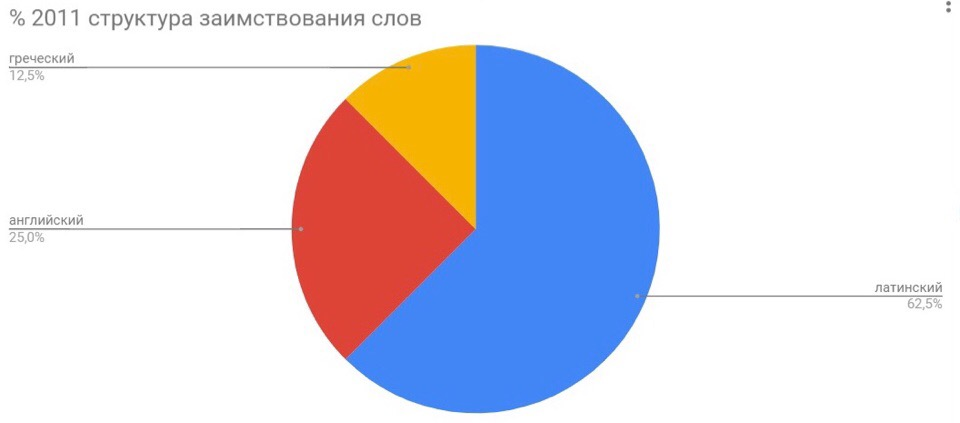 % 2011 структура заимствования слов
греческий
12,5%
английский
25,0%
латинский
62,5%